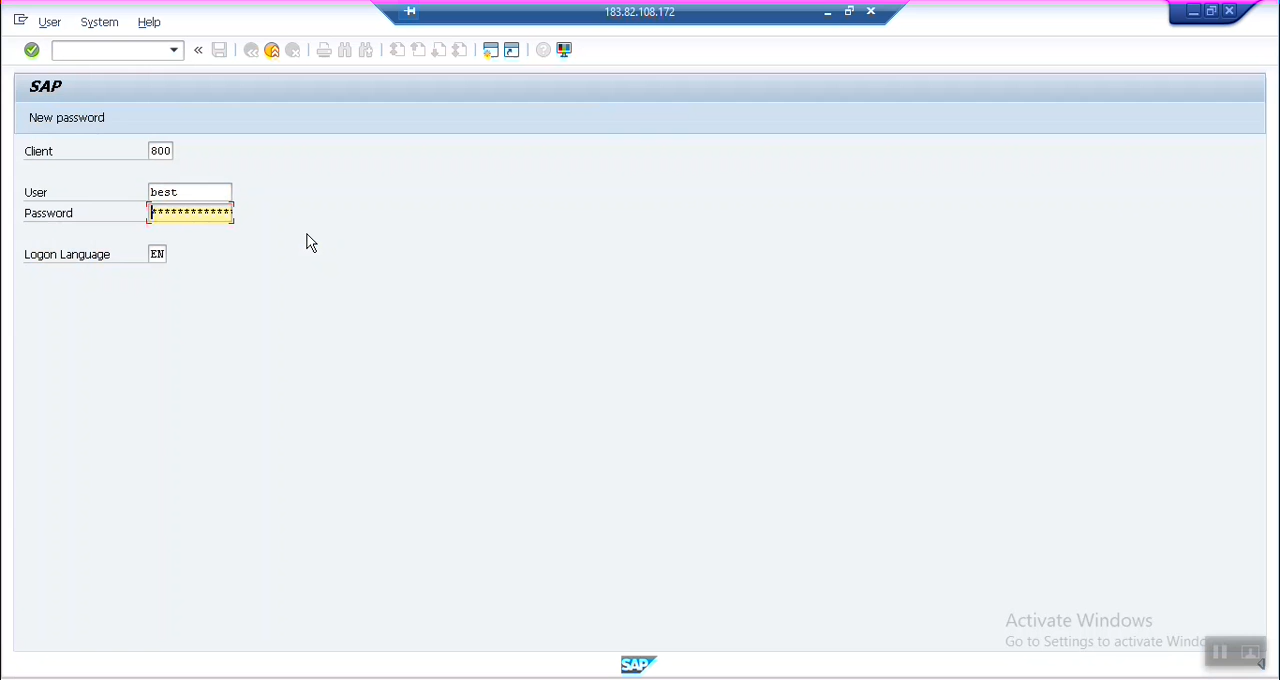 183.82.108.172
User System Help
SAP
New password
Client 800
User best
Password *************
Logon Language EN
Activate Windows
Go to Settings to activate
SAP